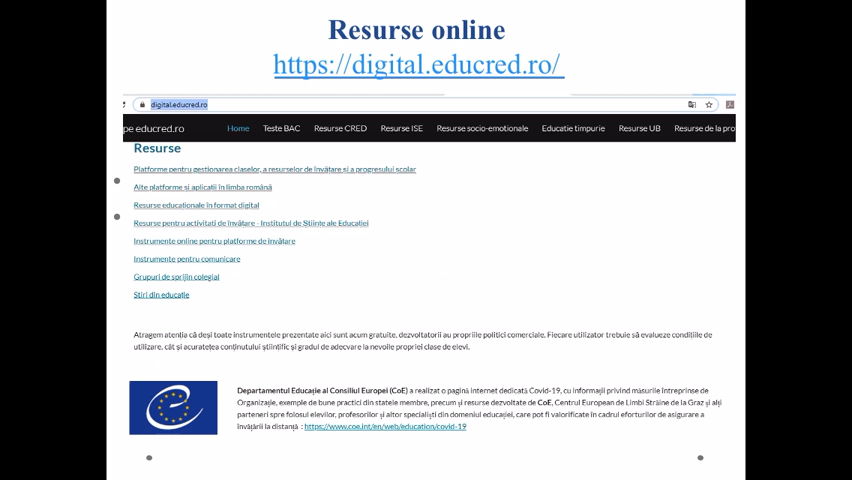 Resurse online
https://digital.educred.ro/
digital.educred.ro
pe educred.ro Home Teste BAC Resurse CRED Resurse ISE Resurse socio-emotionale Educatie timpurie Resurse UB Resurse de la pro
Resurse
Platforme pentru gestionarea claselor, a resurselor de învățare și a progresului școlar
Alte platforme si aplicații în limba română
Resurse educaționale în format digital
Resurse pentru activitati de învățare - Institutul de Științe ale Educației
Instrumente online pentru platforme de învățare
Instrumente pentru comunicare
Grupuri de sprijin colegial
Stiri din educație
Atragem atenția că deși toate instrumentele prezentate aici sunt acum gratuite, dezvoltatorii au propriile politici comerciale. Fiecare utilizator trebuie să evalueze condițiile de
utilizare, cât și acuratețea conținutului științific și gradul de adecvare la nevoile propriei clase de elevi.
Departamentul Educație al Consiliul Europei (CoE) a realizat o pagină internet dedicată Covid-19, cu informații privind măsurile întreprinse de
Organizație, exemple de bune practici din statele membre, precum și resurse dezvoltate de CoE, Centrul European de Limbi Străine de la Graz și alți
parteneri spre folosul elevilor, profesorilor și altor specialiști din domeniul educației, care pot fi valorificate în cadrul eforturilor de asigurare a
învățării la distanță : https://www.coe.int/en/web/education/covid-19